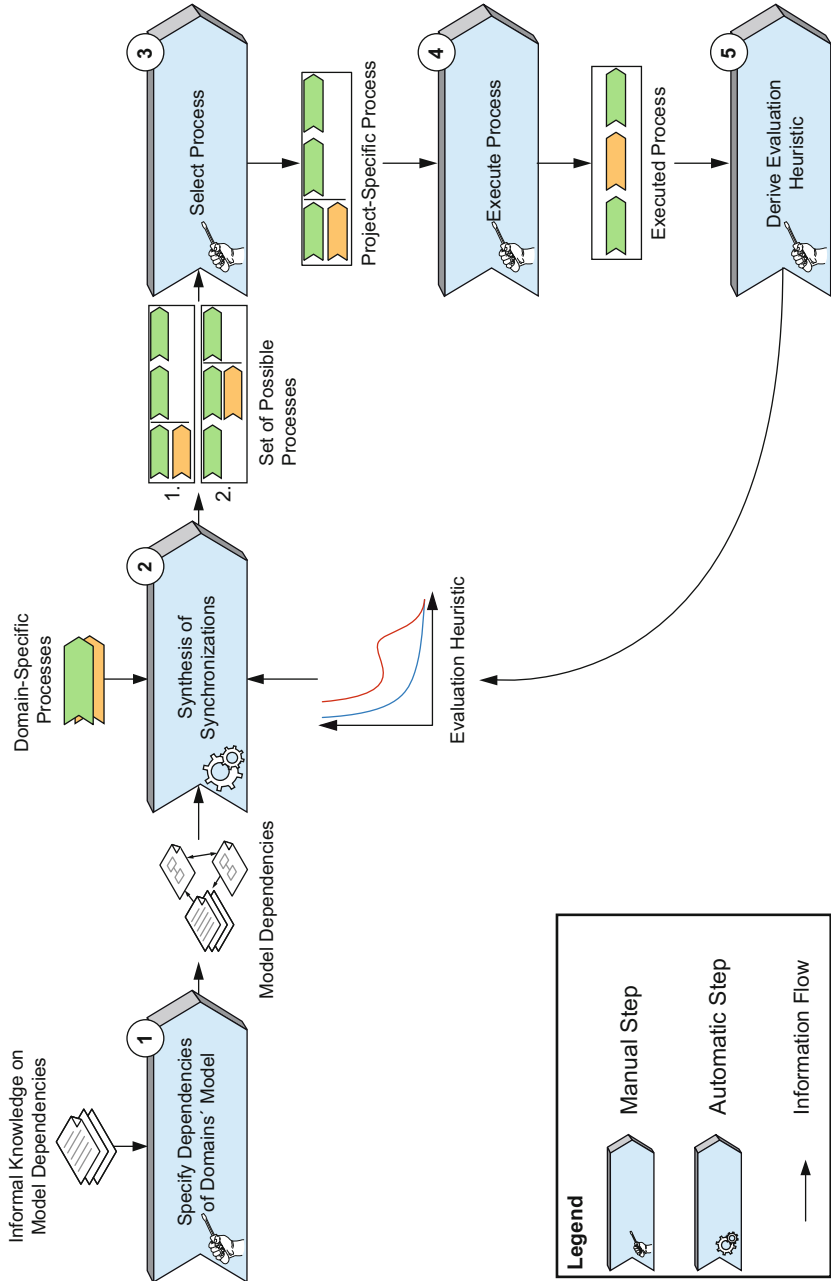 Informal Knowledge on
Model Dependencies
1
Specify Dependencies
of Domains´ Model
Model Dependencies
Domain-Specific
Processes
2
Synthesis of
Synchronizations
Evaluation Heuristic
1.
2.
Set of Possible
Processes
3
Select Process
Project-Specific Process
4
Execute Process
Executed Process
5
Derive Evaluation
Heuristic
Legend
Manual Step
Automatic Step
Information Flow